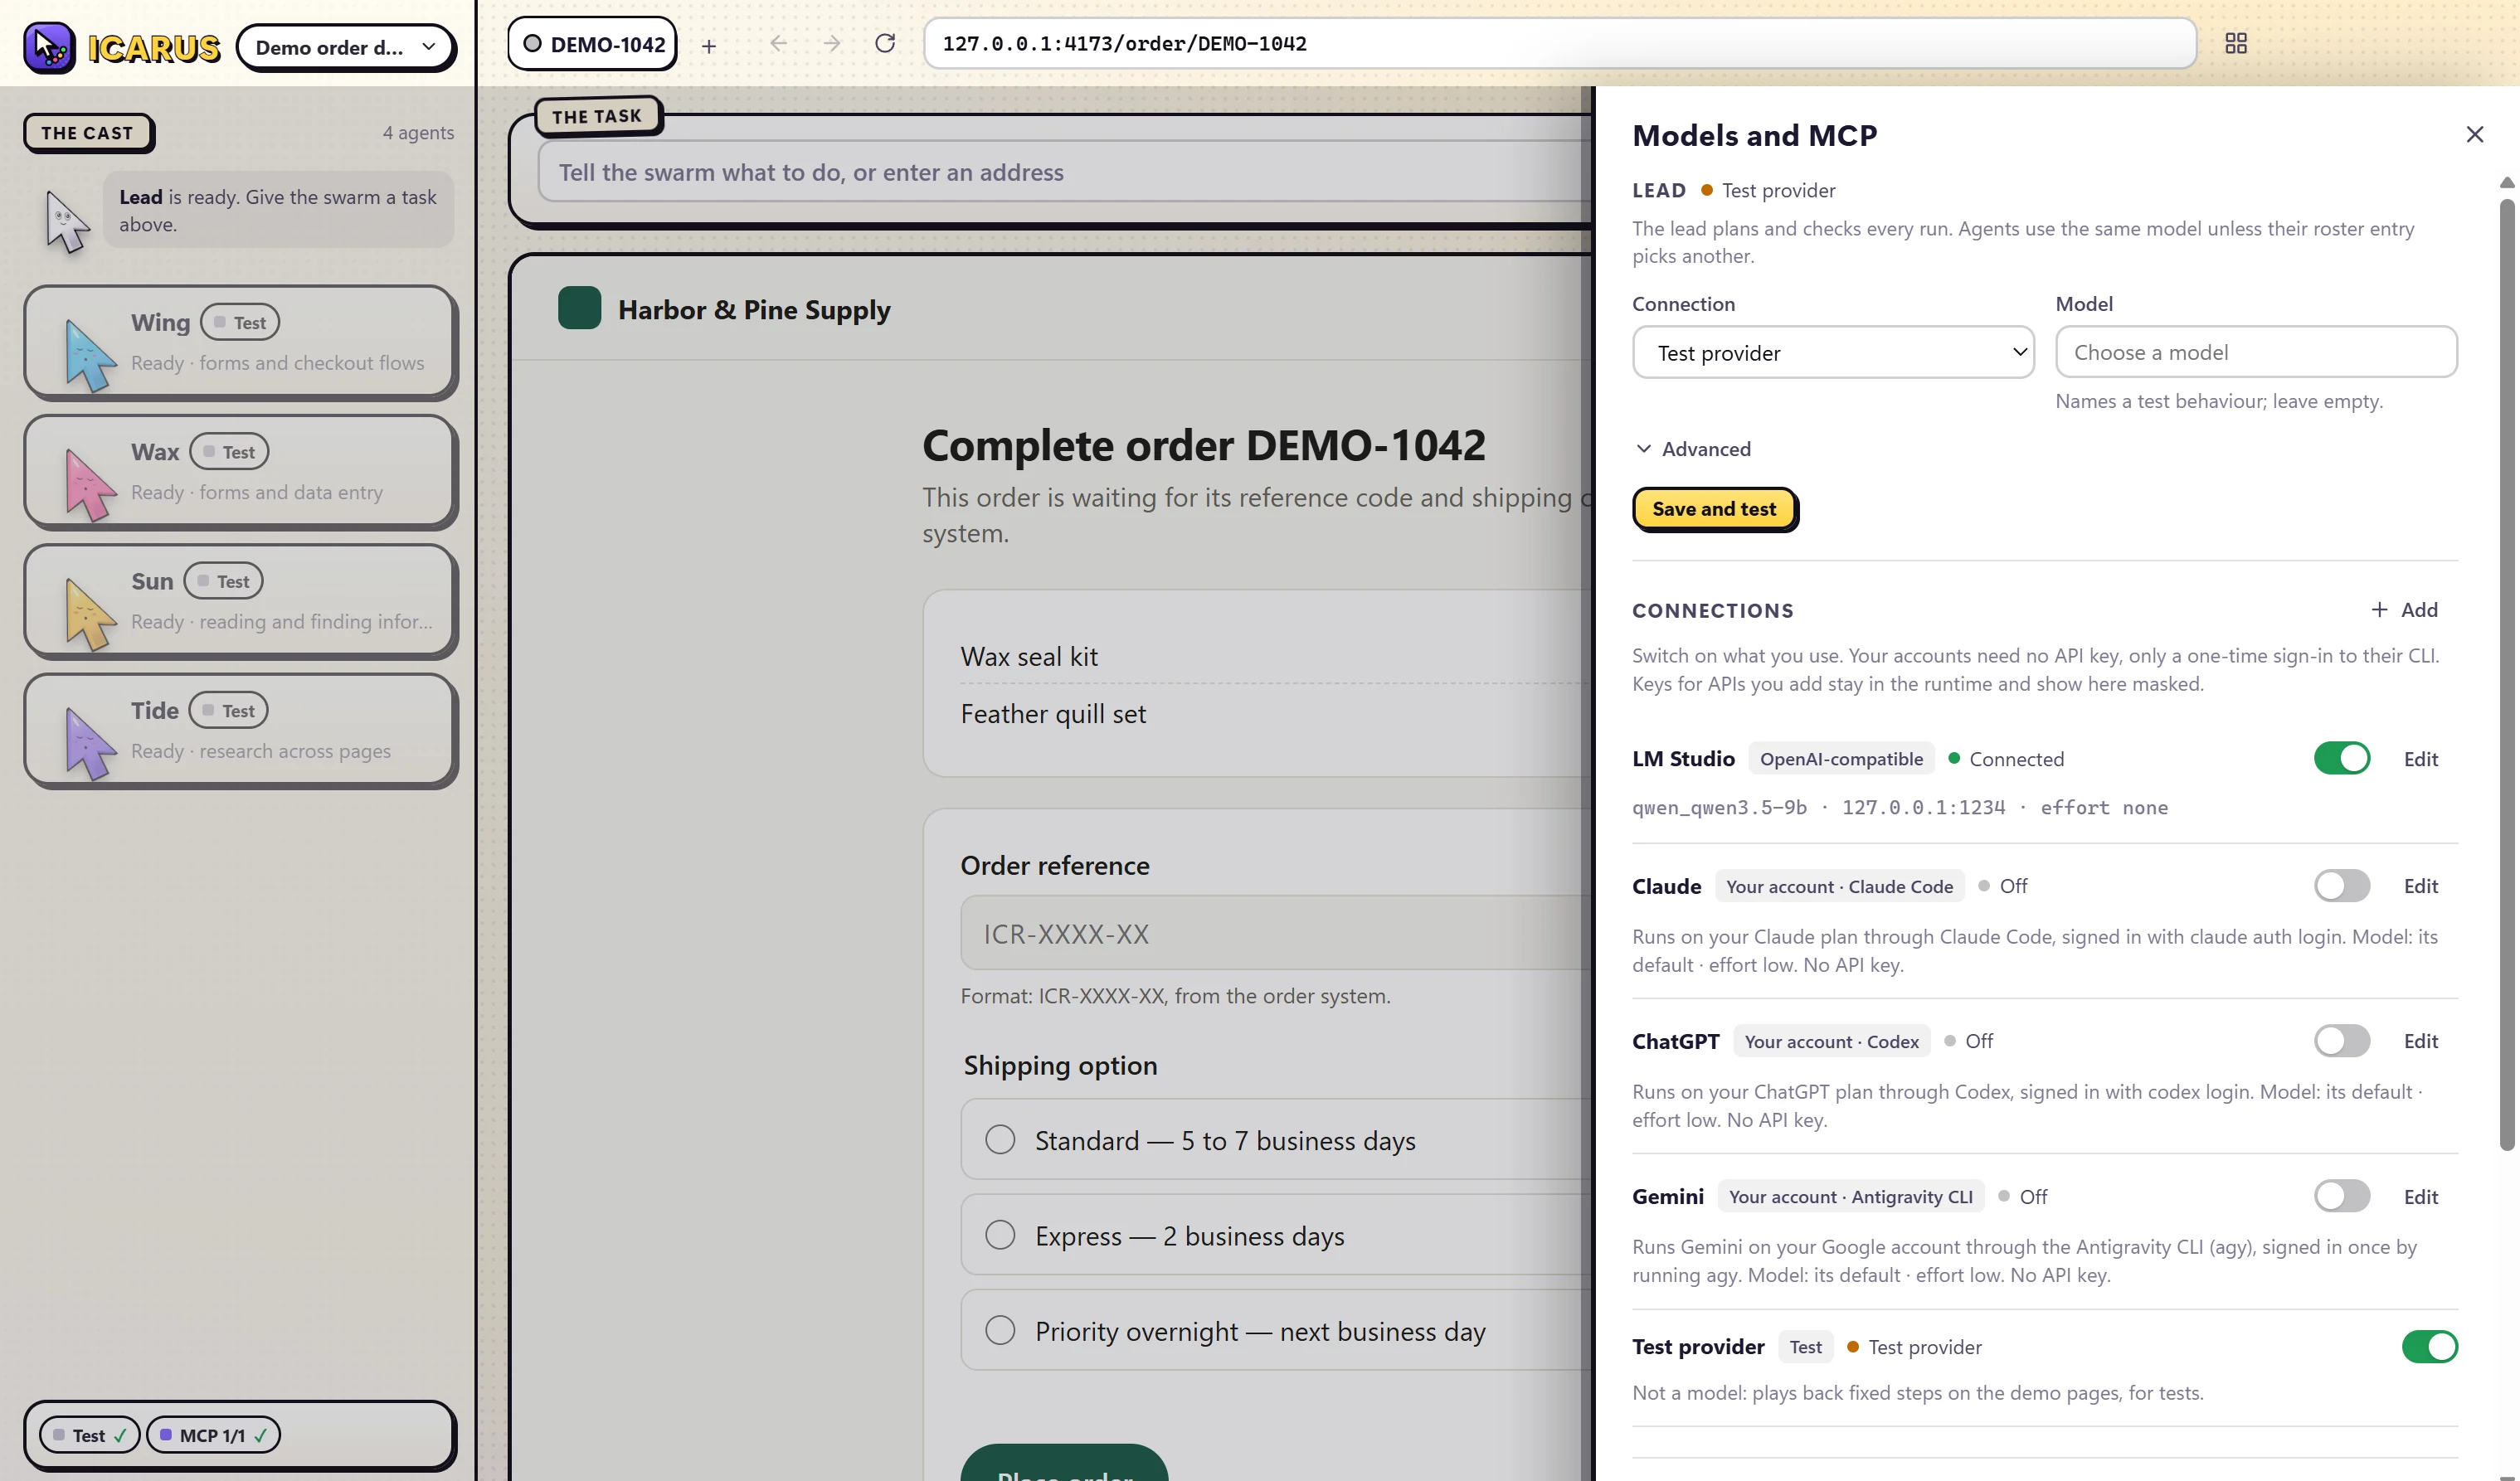 ICARUS
Demo order d...
DEMO-1042
127.0.0.1:4173/order/DEMO-1042
THE CAST
4 agents
Lead is ready. Give the swarm a task
above.
Wing
Test
Ready · forms and checkout flows
Wax
Test
Ready · forms and data entry
Sun
Test
Ready · reading and finding infor...
Tide
Test
Ready · research across pages
Test ✓
MCP 1/1 ✓
THE TASK
Tell the swarm what to do, or enter an address
Harbor & Pine Supply
Complete order DEMO-1042
This order is waiting for its reference code and shipping
system.
Wax seal kit
Feather quill set
Order reference
ICR-XXXX-XX
Format: ICR-XXXX-XX, from the order system.
Shipping option
Standard — 5 to 7 business days
Express — 2 business days
Priority overnight — next business day
Place order
Models and MCP
LEAD
Test provider
The lead plans and checks every run. Agents use the same model unless their roster entry
picks another.
Connection
Model
Test provider
Choose a model
Names a test behaviour; leave empty.
Advanced
Save and test
CONNECTIONS
+ Add
Switch on what you use. Your accounts need no API key, only a one-time sign-in to their CLI.
Keys for APIs you add stay in the runtime and show here masked.
LM Studio
OpenAI-compatible
Connected
Edit
qwen_qwen3.5-9b · 127.0.0.1:1234 · effort none
Claude
Your account · Claude Code
Off
Edit
Runs on your Claude plan through Claude Code, signed in with claude auth login. Model: its
default · effort low. No API key.
ChatGPT
Your account · Codex
Off
Edit
Runs on your ChatGPT plan through Codex, signed in with codex login. Model: its default ·
effort low. No API key.
Gemini
Your account · Antigravity CLI
Off
Edit
Runs Gemini on your Google account through the Antigravity CLI (agy), signed in once by
running agy. Model: its default · effort low. No API key.
Test provider
Test
Test provider
Not a model: plays back fixed steps on the demo pages, for tests.